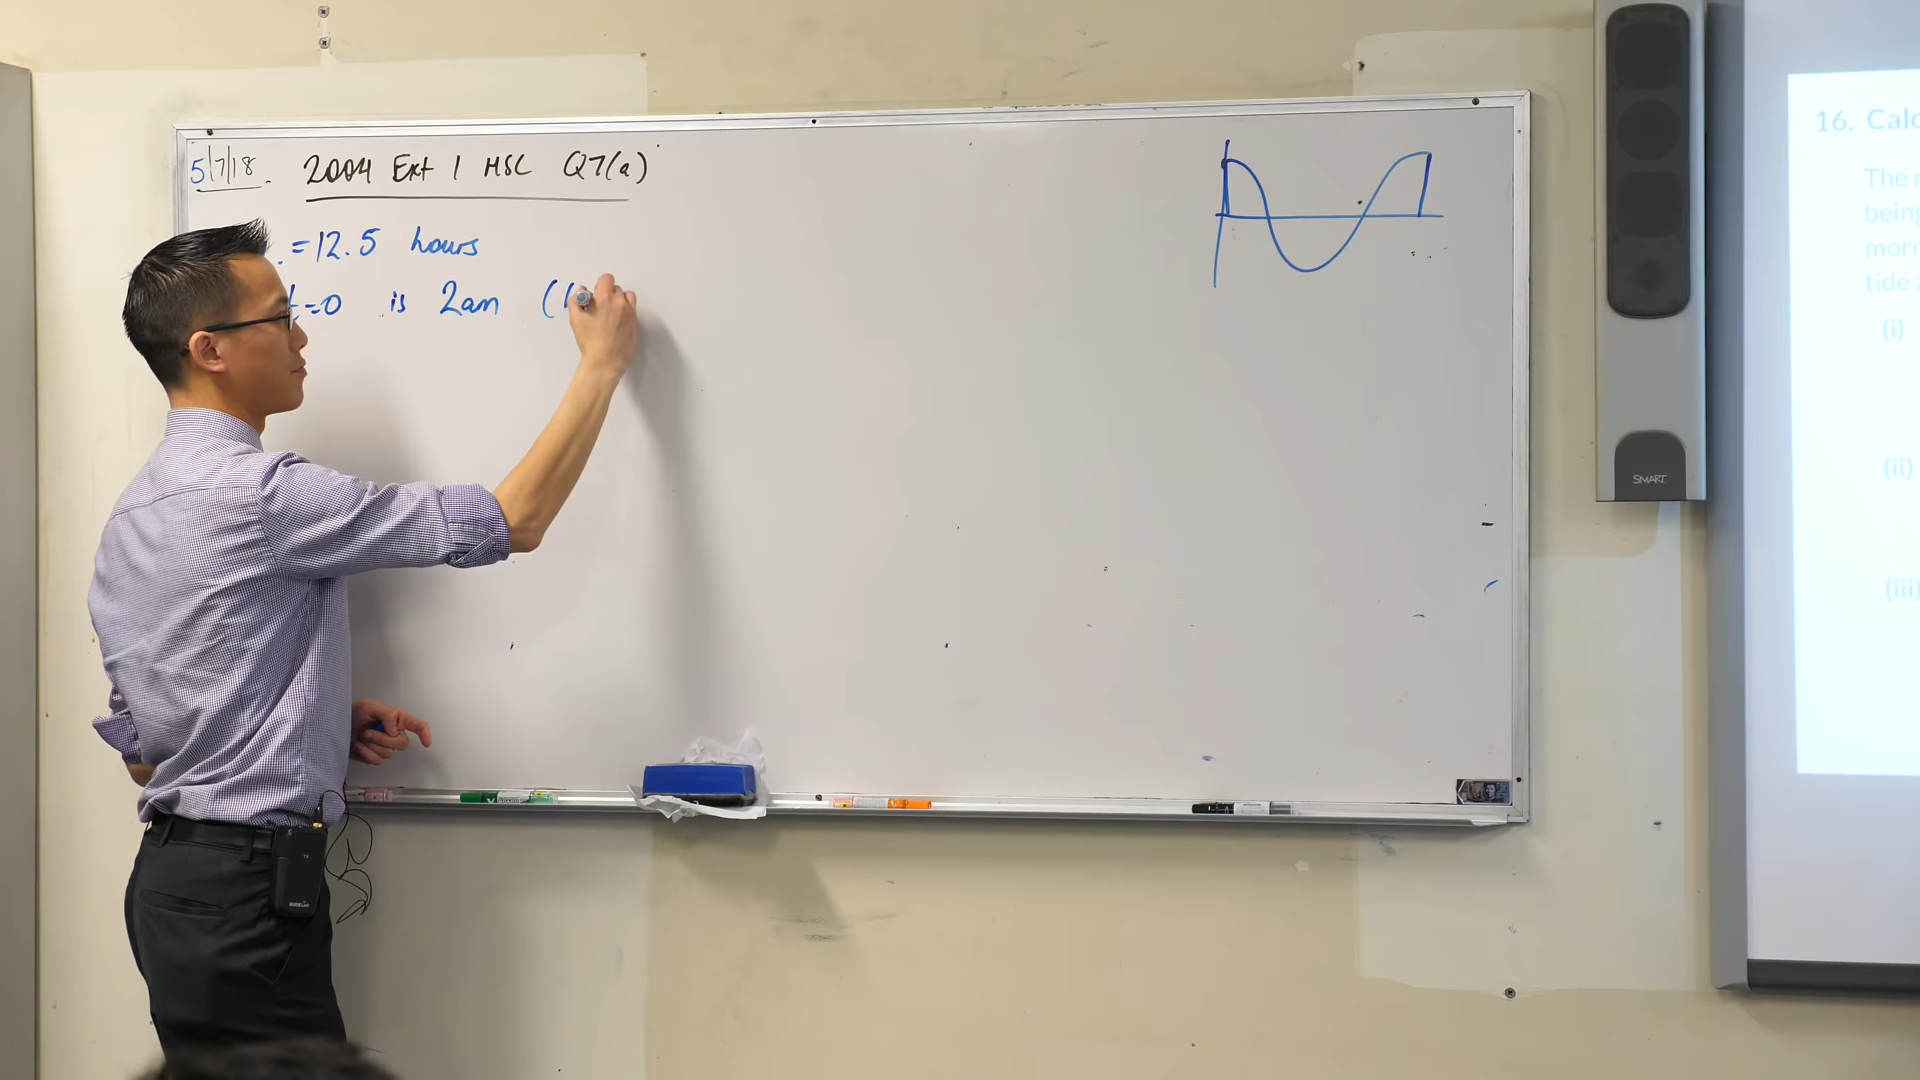 5/7/18. 2004 Ext 1 HSC Q7(a)
. = 12.5 hours
t=0 is 2am (
SMART
16. Calc
The
being
morn
tide
(i)
(ii)
(iii)